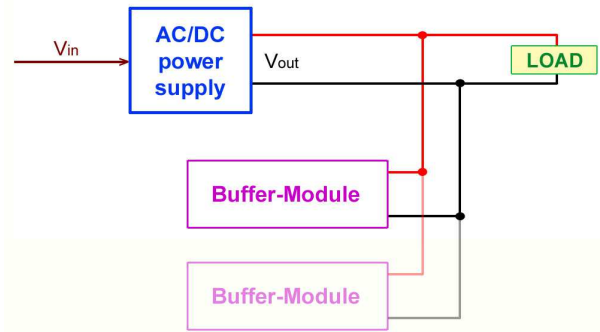 Vin
AC/DC
power
supply
Vout
LOAD
Buffer-Module
Buffer-Module